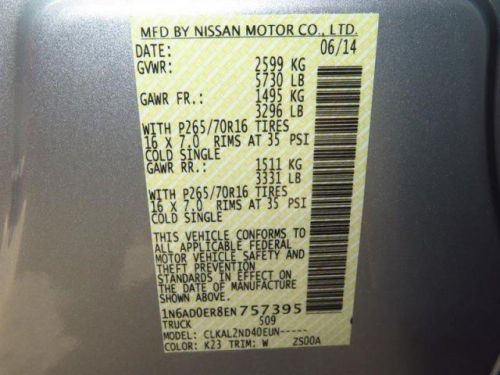 MFD BY NISSAN MOTOR CO., LTD.
DATE: 06/14
GVWR: 2599 KG
5730 LB
GAWR FR.: 1495 KG
3296 LB
WITH P265/70R16 TIRES
16 X 7.0 RIMS AT 35 PSI
COLD SINGLE
GAWR RR.: 1511 KG
3331 LB
WITH P265/70R16 TIRES
16 X 7.0 RIMS AT 35 PSI
COLD SINGLE
THIS VEHICLE CONFORMS TO
ALL APPLICABLE FEDERAL
MOTOR VEHICLE SAFETY AND
THEFT PREVENTION
STANDARDS IN EFFECT ON
THE DATE OF MANUFACTURE
SHOWN ABOVE.
1N6AD0ER8EN757395
TRUCK S09
MODEL: CLKAL2ND40EUN-----
COLOR: K23 TRIM: W ZS00A